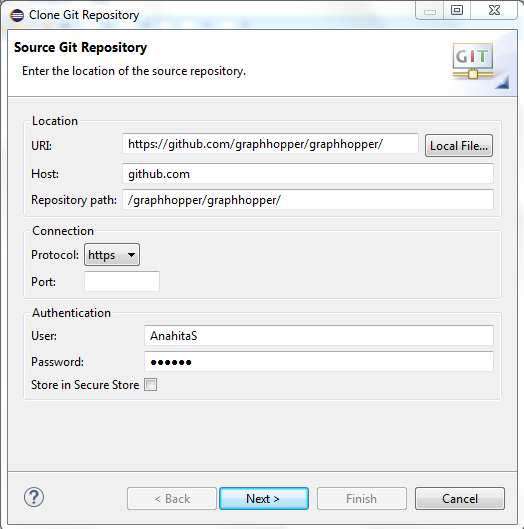 Clone Git Repository
Source Git Repository
Enter the location of the source repository.
GIT
Location
URI: https://github.com/graphhopper/graphhopper/ Local File...
Host: github.com
Repository path: /graphhopper/graphhopper/
Connection
Protocol: https
Port:
Authentication
User: AnahitaS
Password: ●●●●●●
Store in Secure Store
? < Back Next > Finish Cancel